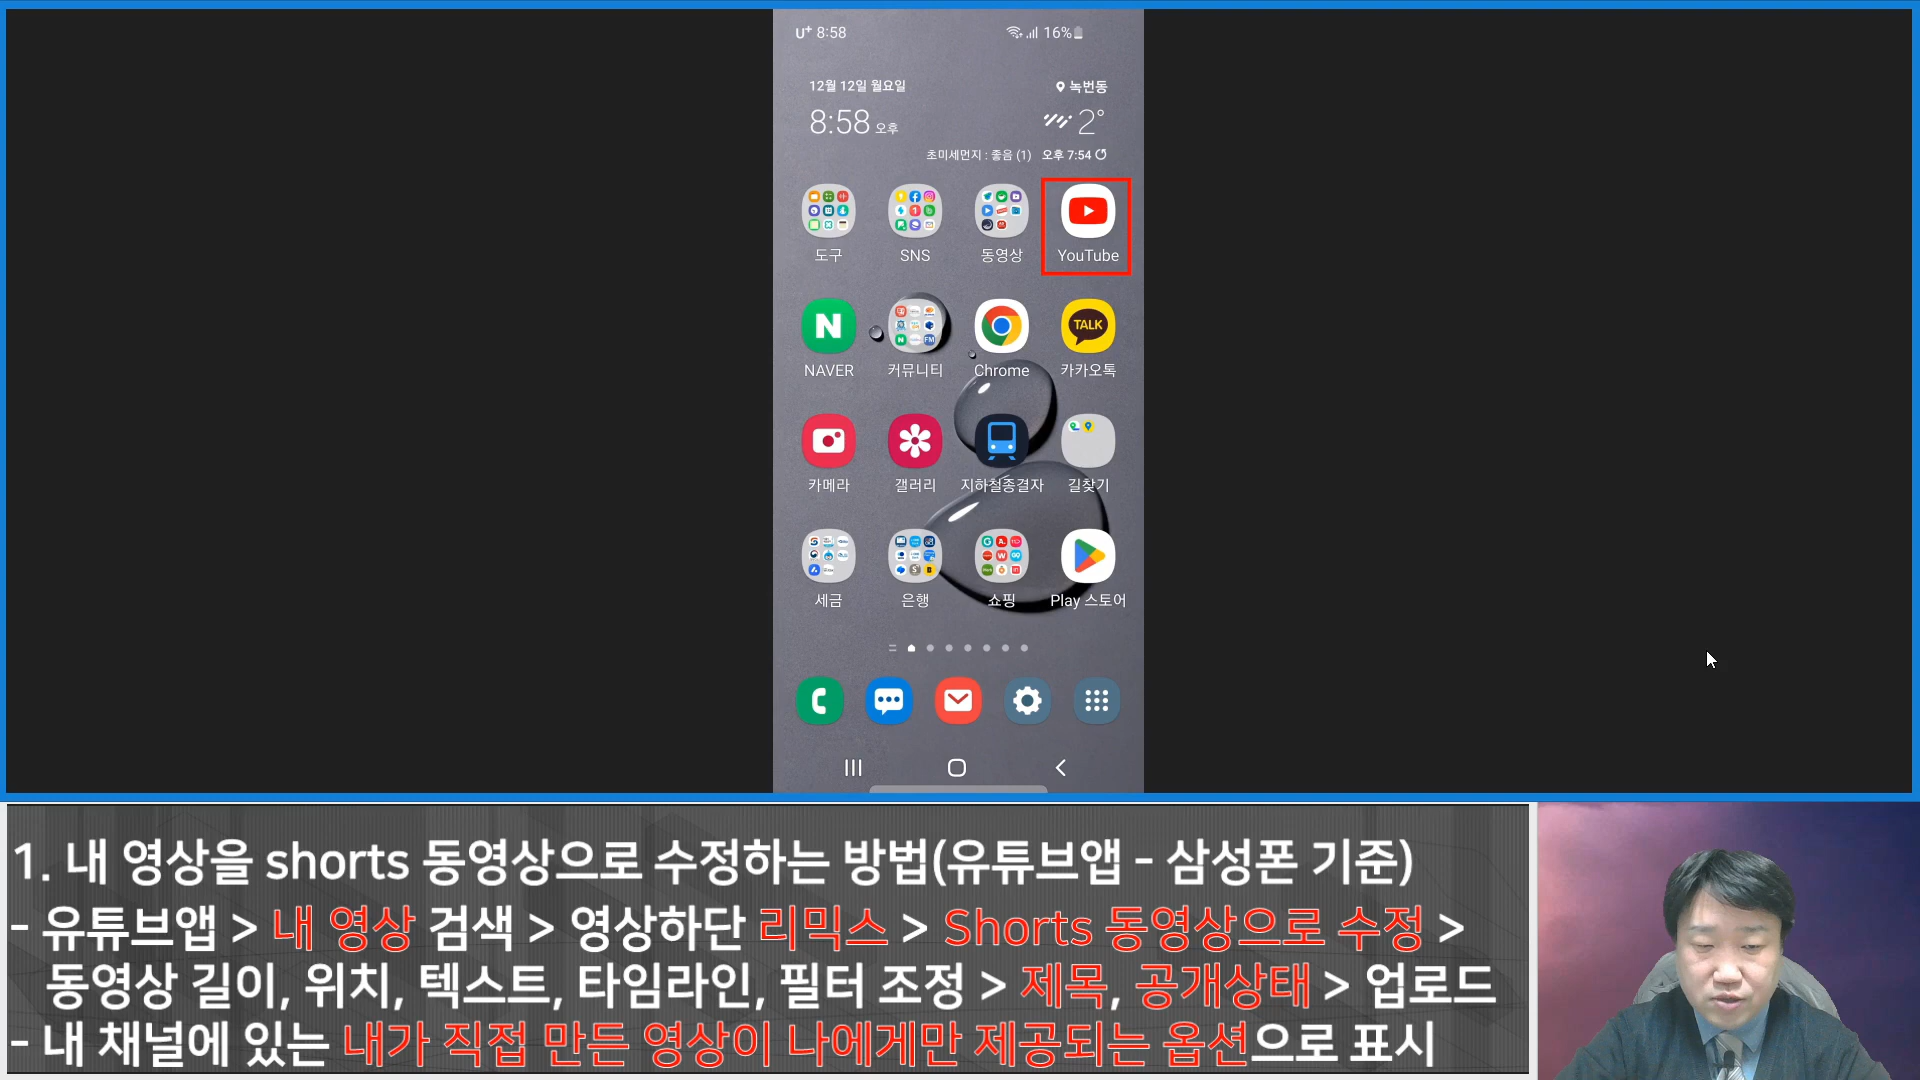 U+ 8:58
16%
12월 12일 월요일
녹번동
8:58 오후
2°
초미세먼지 : 좋음 (1) 오후 7:54
도구
SNS
동영상
YouTube
N
TALK
NAVER
커뮤니티
Chrome
카카오톡
카메라
갤러리
지하철종결자
길찾기
세금
은행
쇼핑
Play 스토어
1. 내 영상을 shorts 동영상으로 수정하는 방법(유튜브앱 - 삼성폰 기준)
- 유튜브앱 > 내 영상 검색 > 영상하단 리믹스 > Shorts 동영상으로 수정 >
동영상 길이, 위치, 텍스트, 타임라인, 필터 조정 > 제목, 공개상태 > 업로드
- 내 채널에 있는 내가 직접 만든 영상이 나에게만 제공되는 옵션으로 표시